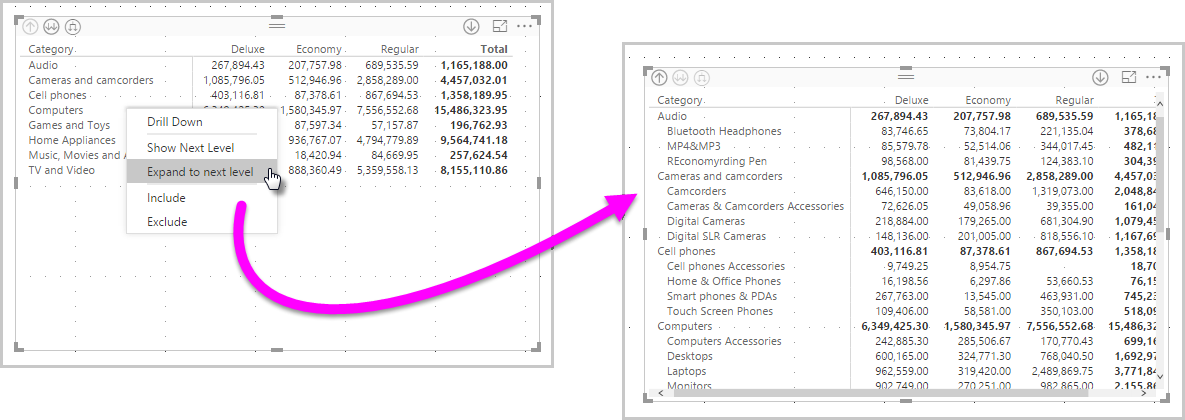 Category Deluxe Economy Regular Total
Audio 267,894.43 207,757.98 689,535.59 1,165,188.00
Cameras and camcorders 1,085,796.05 512,946.96 2,858,289.00 4,457,032.01
Cell phones 403,116.81 87,378.61 867,694.53 1,358,189.95
Computers 1,580,345.97 7,556,552.68 15,486,323.95
Games and Toys 87,597.34 57,157.87 196,762.93
Home Appliances 936,767.07 4,794,779.89 9,564,741.18
Music, Movies and A 18,420.94 84,669.95 257,624.54
TV and Video 888,360.49 5,359,558.13 8,155,110.86
Drill Down
Show Next Level
Expand to next level
Include
Exclude
Category Deluxe Economy Regular
Audio 267,894.43 207,757.98 689,535.59 1,165,18
Bluetooth Headphones 83,746.65 73,804.17 221,135.04 378,68
MP4&MP3 85,579.78 52,514.06 344,017.45 482,11
REconomyrding Pen 98,568.00 81,439.75 124,383.10 304,39
Cameras and camcorders 1,085,796.05 512,946.96 2,858,289.00 4,457,03
Camcorders 646,150.00 83,618.00 1,319,073.00 2,048,84
Cameras & Camcorders Accessories 72,626.05 49,058.96 39,355.00 161,04
Digital Cameras 218,884.00 179,265.00 681,304.90 1,079,45
Digital SLR Cameras 148,136.00 201,005.00 818,556.10 1,167,69
Cell phones 403,116.81 87,378.61 867,694.53 1,358,18
Cell phones Accessories 9,749.25 8,954.75 18,70
Home & Office Phones 16,198.56 6,297.86 53,660.53 76,15
Smart phones & PDAs 267,763.00 13,545.00 463,931.00 745,23
Touch Screen Phones 109,406.00 58,581.00 350,103.00 518,09
Computers 6,349,425.30 1,580,345.97 7,556,552.68 15,486,32
Computers Accessories 242,885.30 285,506.67 170,770.43 699,16
Desktops 600,165.00 324,771.30 768,040.50 1,692,97
Laptops 962,559.00 319,420.00 2,489,869.75 3,771,84
Monitors 902,749.00 270,251.00 982,865.00 2,155,86